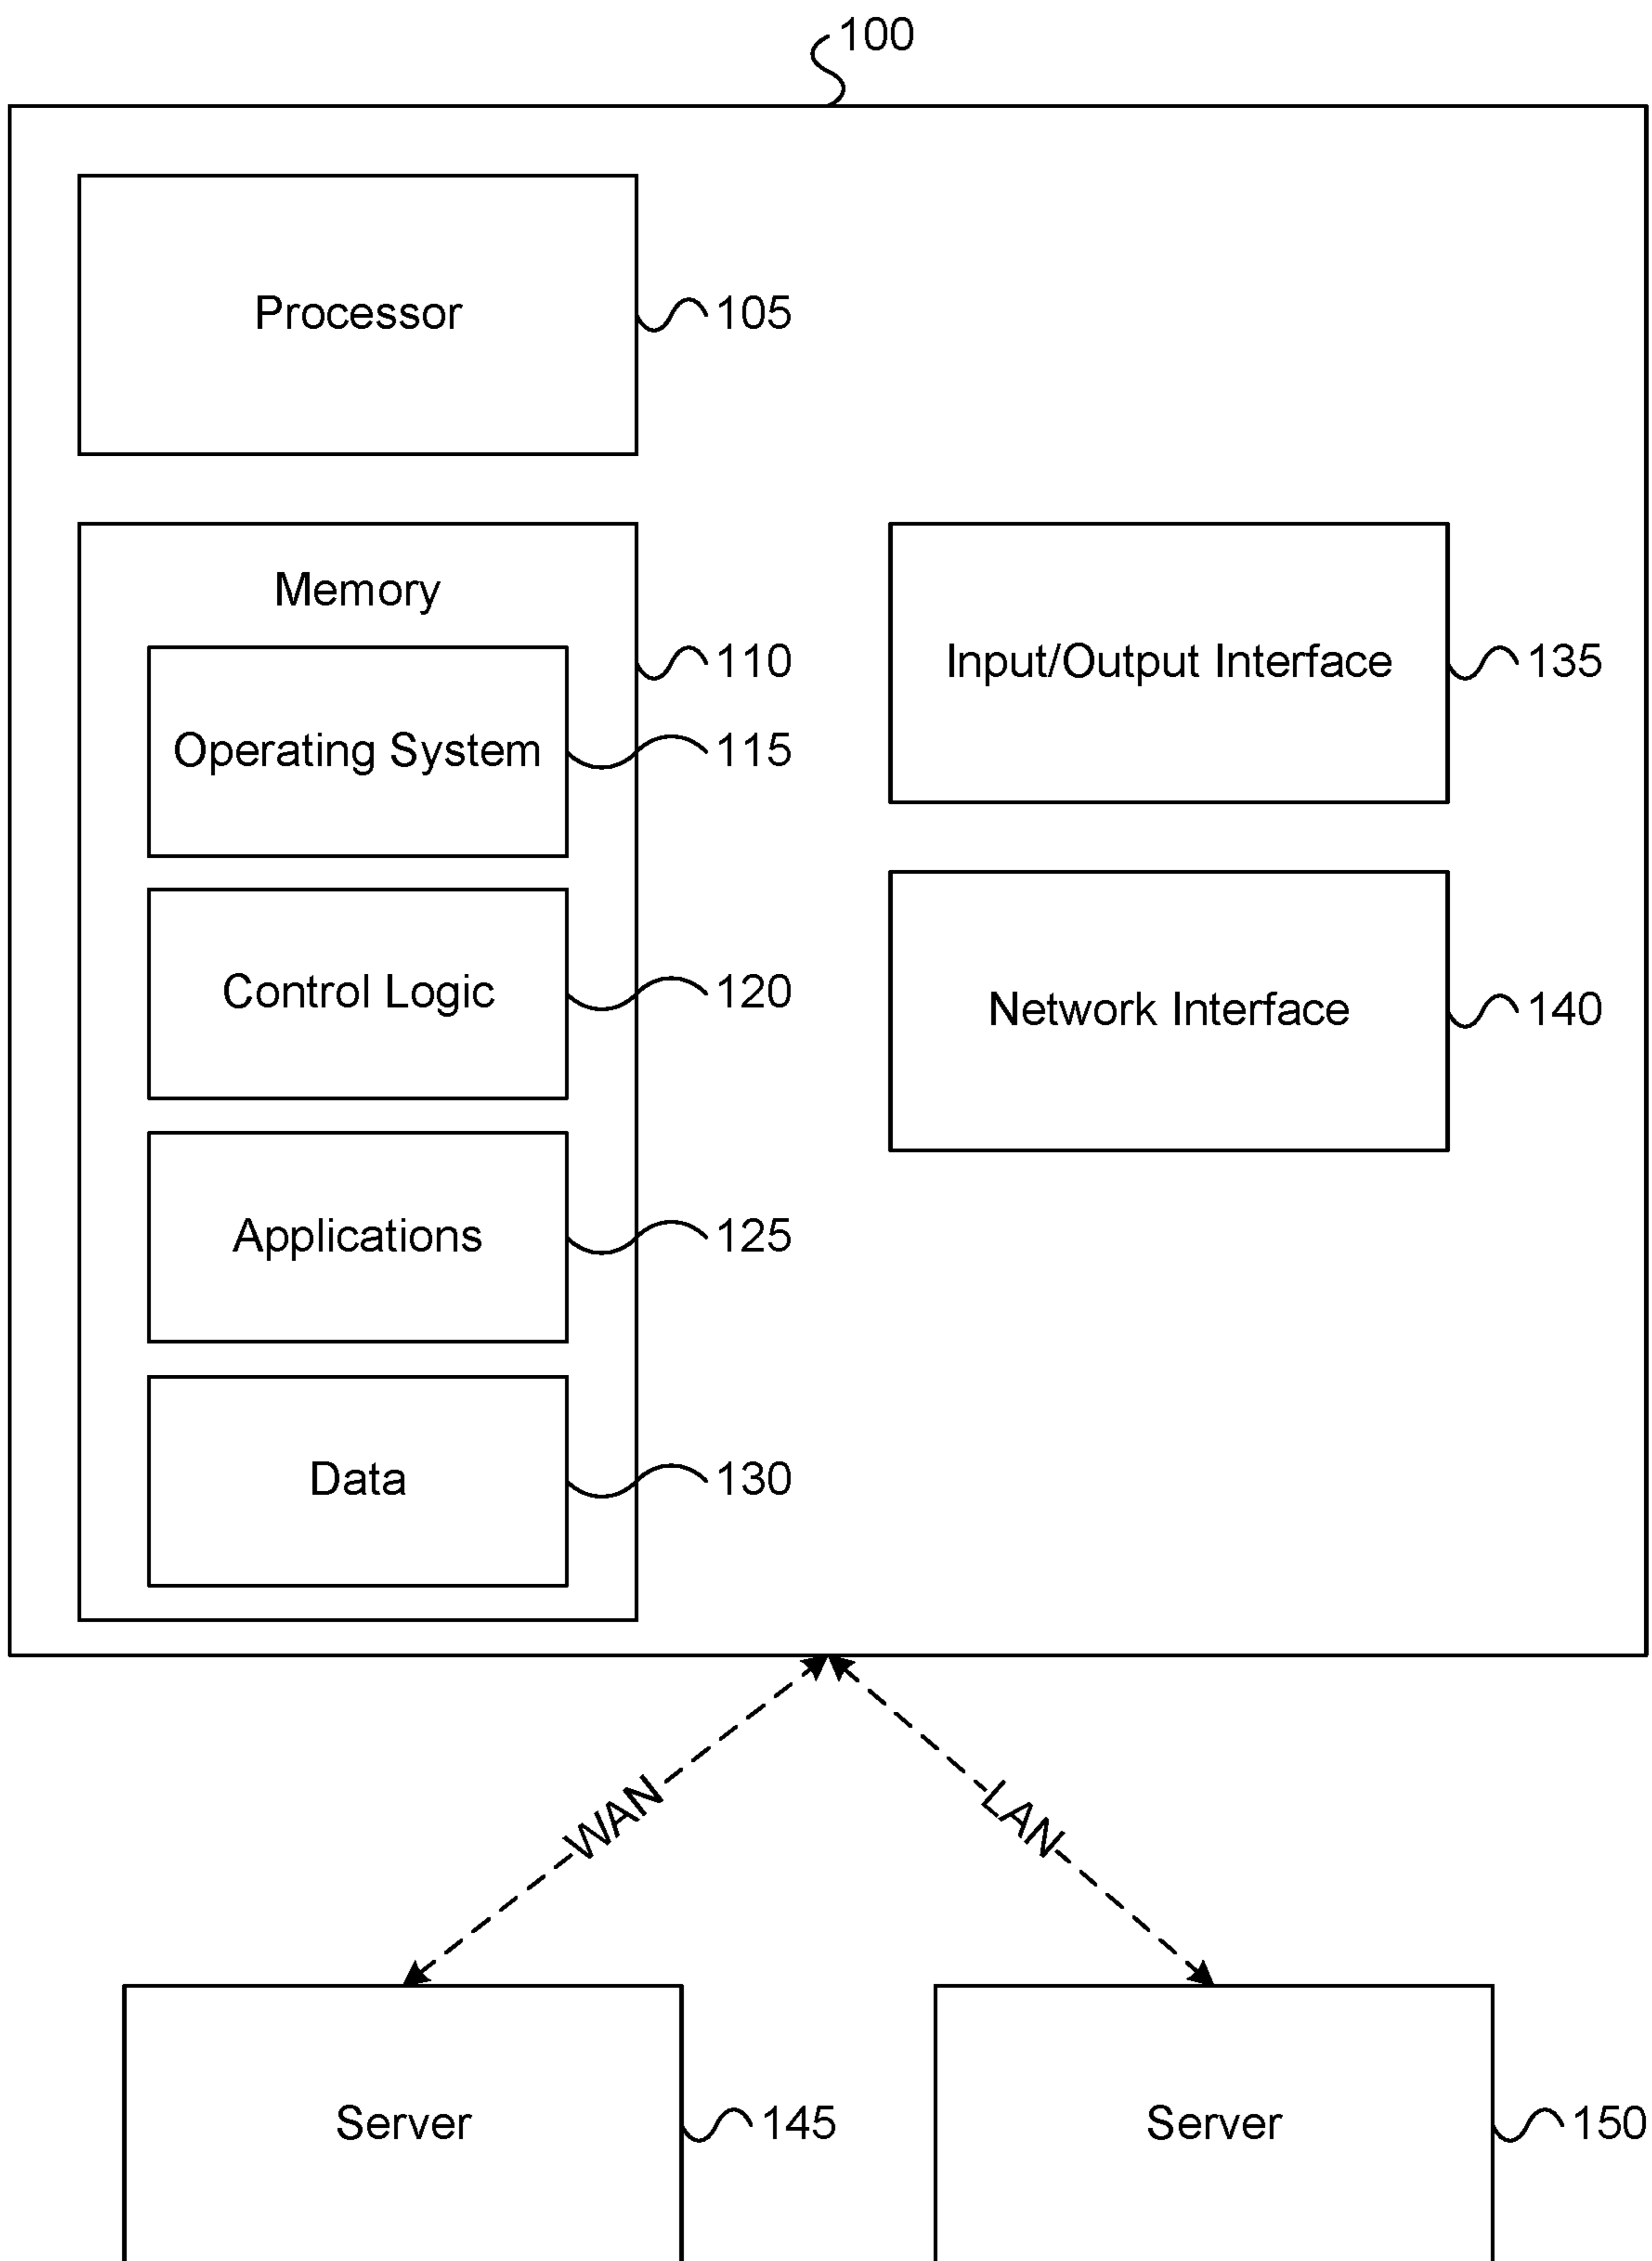 100
Processor
105
Memory
110
Operating System
115
Control Logic
120
Applications
125
Data
130
Input/Output Interface
135
Network Interface
140
WAN
LAN
Server
145
Server
150